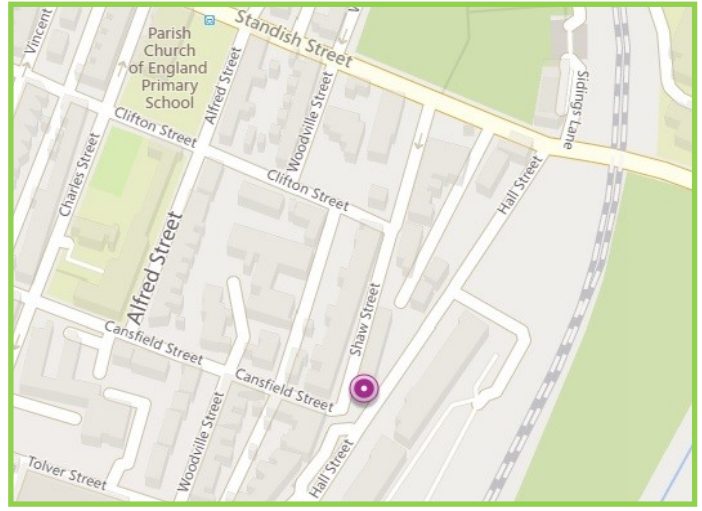 Vincent
Parish
Church
of England
Primary
School
Standish Street
Alfred Street
Woodville Street
Sidings Lane
Clifton Street
Charles Street
Clifton Street
Hall Street
Alfred Street
Shaw Street
Cansfield Street
Cansfield Street
Woodville Street
Hall Street
Tolver Street